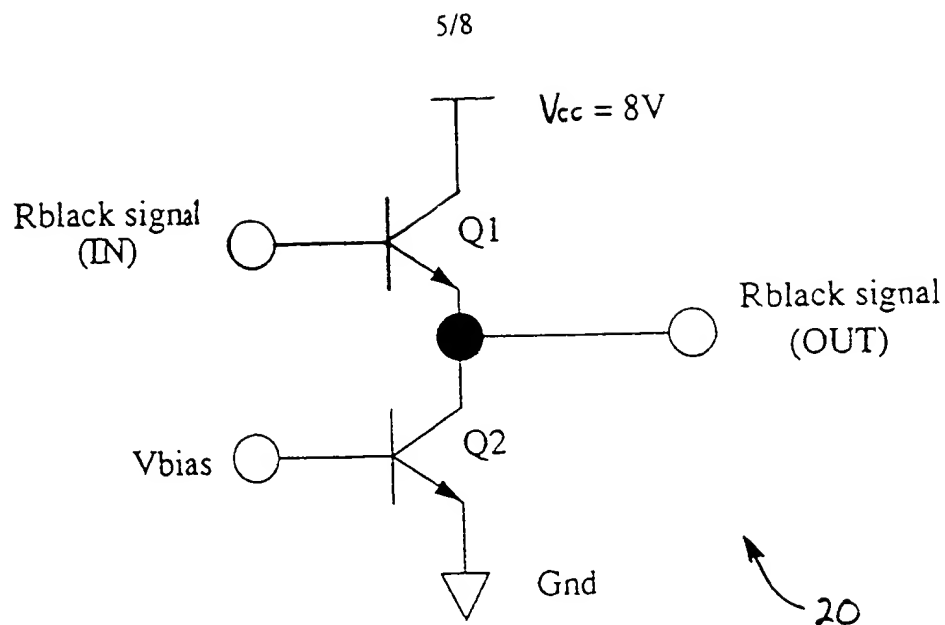 5/8
Vcc = 8V
Rblack signal
(IN)
Q1
Rblack signal
(OUT)
Vbias
Q2
Gnd
20